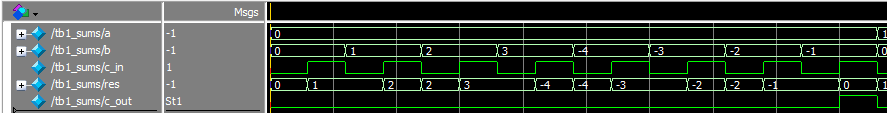 Msgs
/tb1_sums/a -1 0 1
/tb1_sums/b -1 0 1 2 3 -4 -3 -2 -1 0
/tb1_sums/c_in 1
/tb1_sums/res -1 0 1 2 2 3 -4 -4 -3 -2 -2 -1 0 1
/tb1_sums/c_out St1